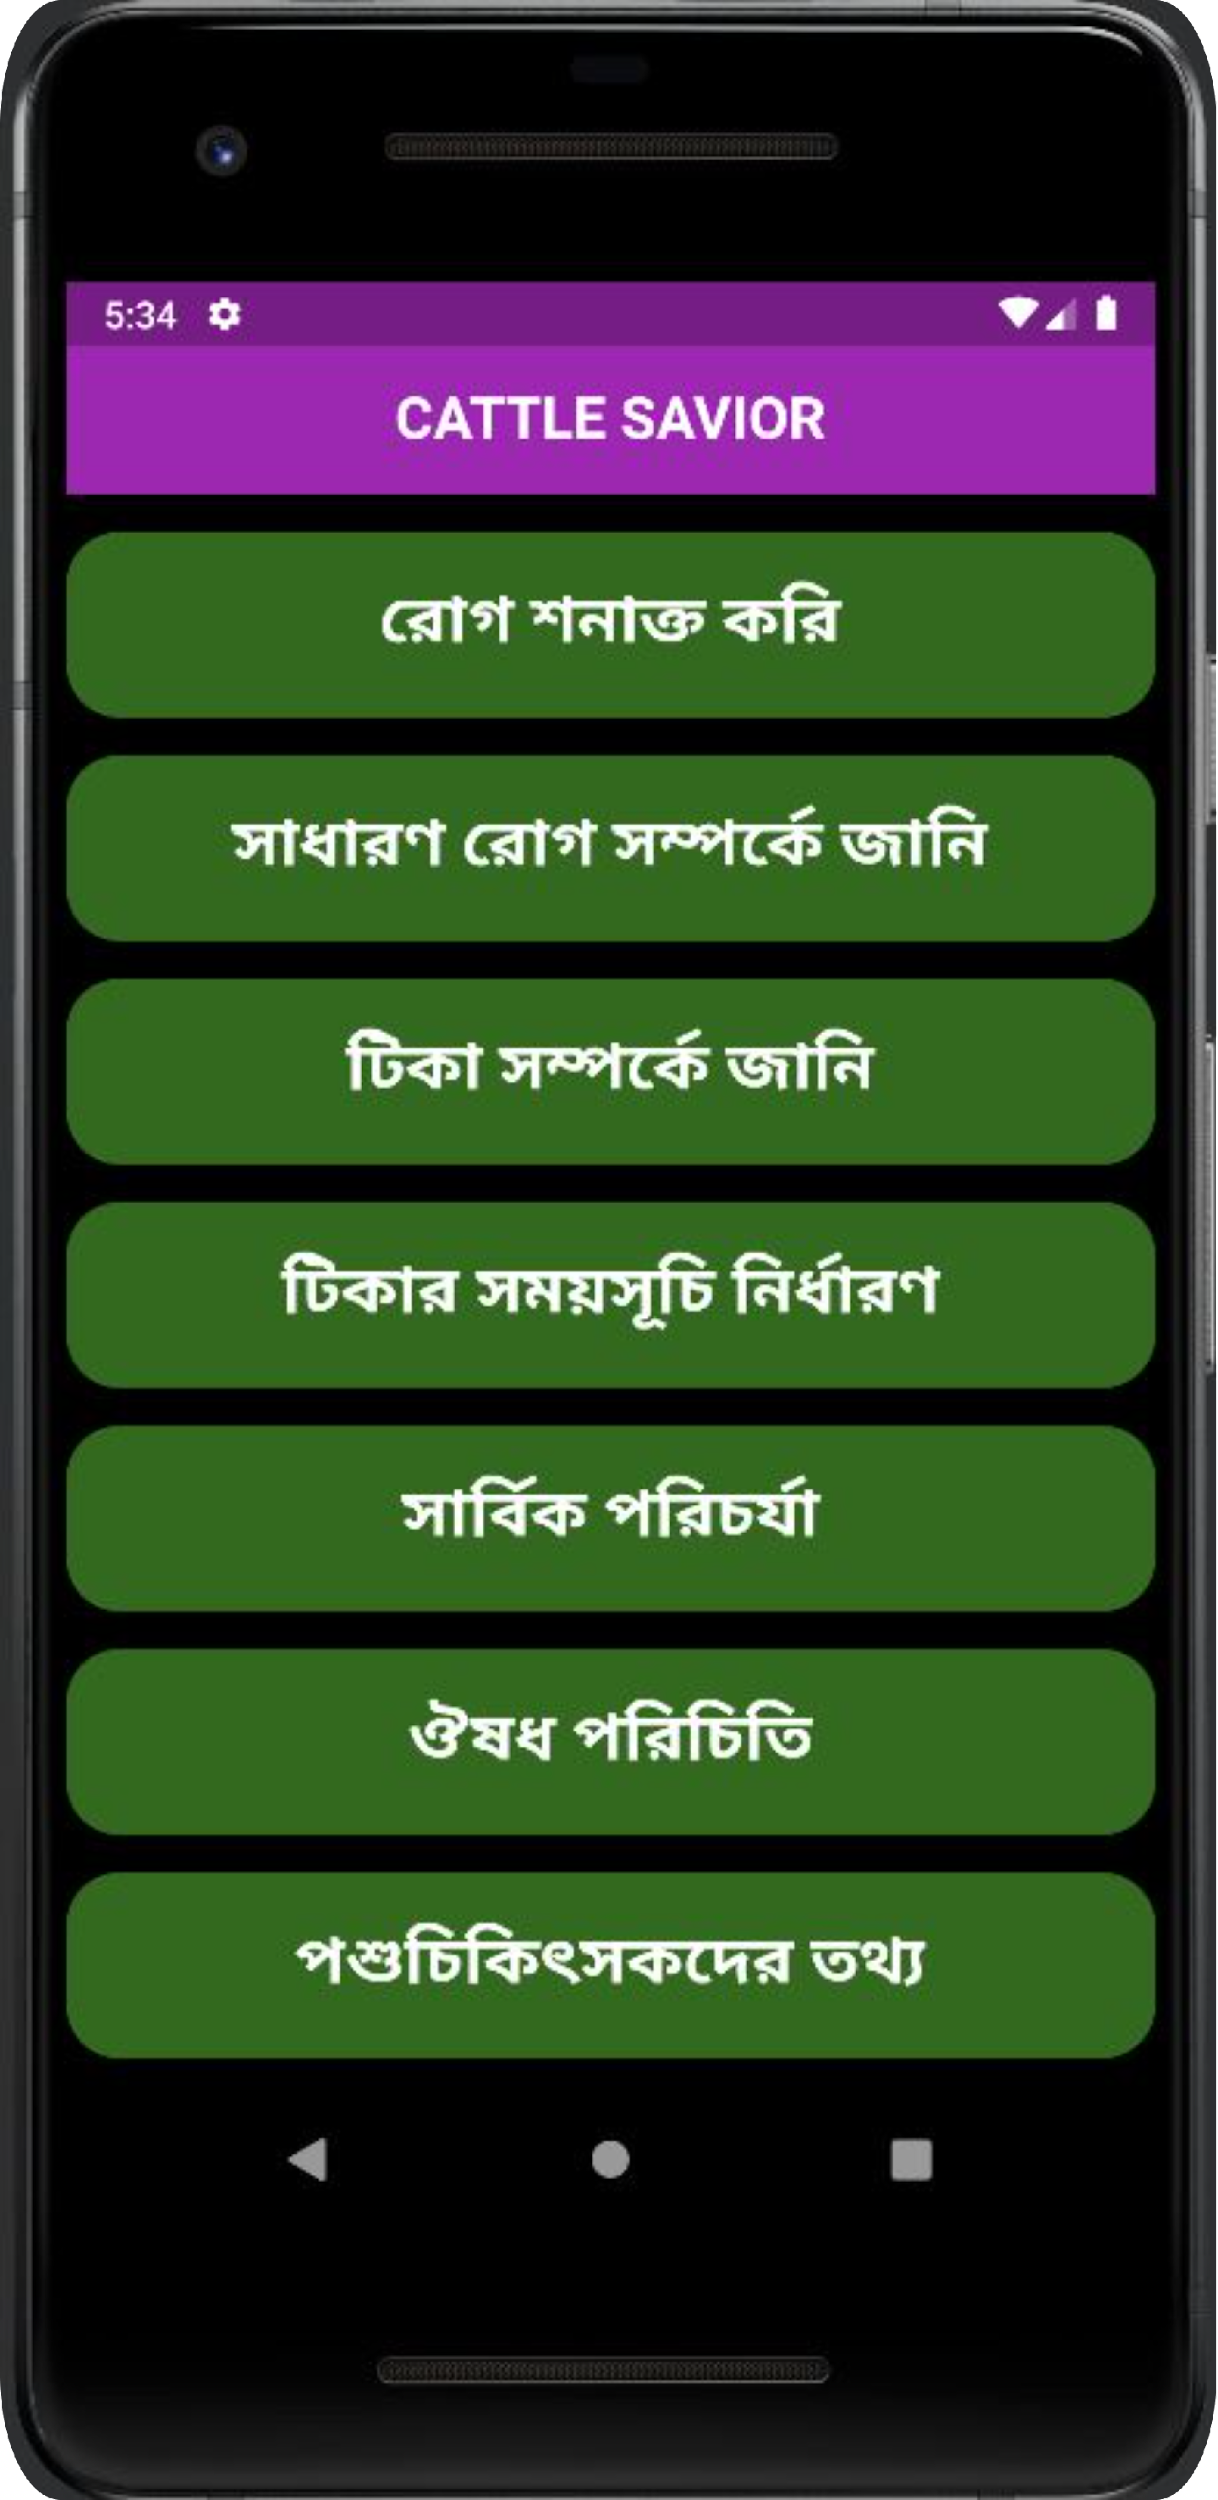 5:34
CATTLE SAVIOR
রোগ শনাক্ত করি
সাধারণ রোগ সম্পর্কে জানি
টিকা সম্পর্কে জানি
টিকার সময়সূচি নির্ধারণ
সার্বিক পরিচর্যা
ঔষধ পরিচিতি
পশুচিকিৎসকদের তথ্য